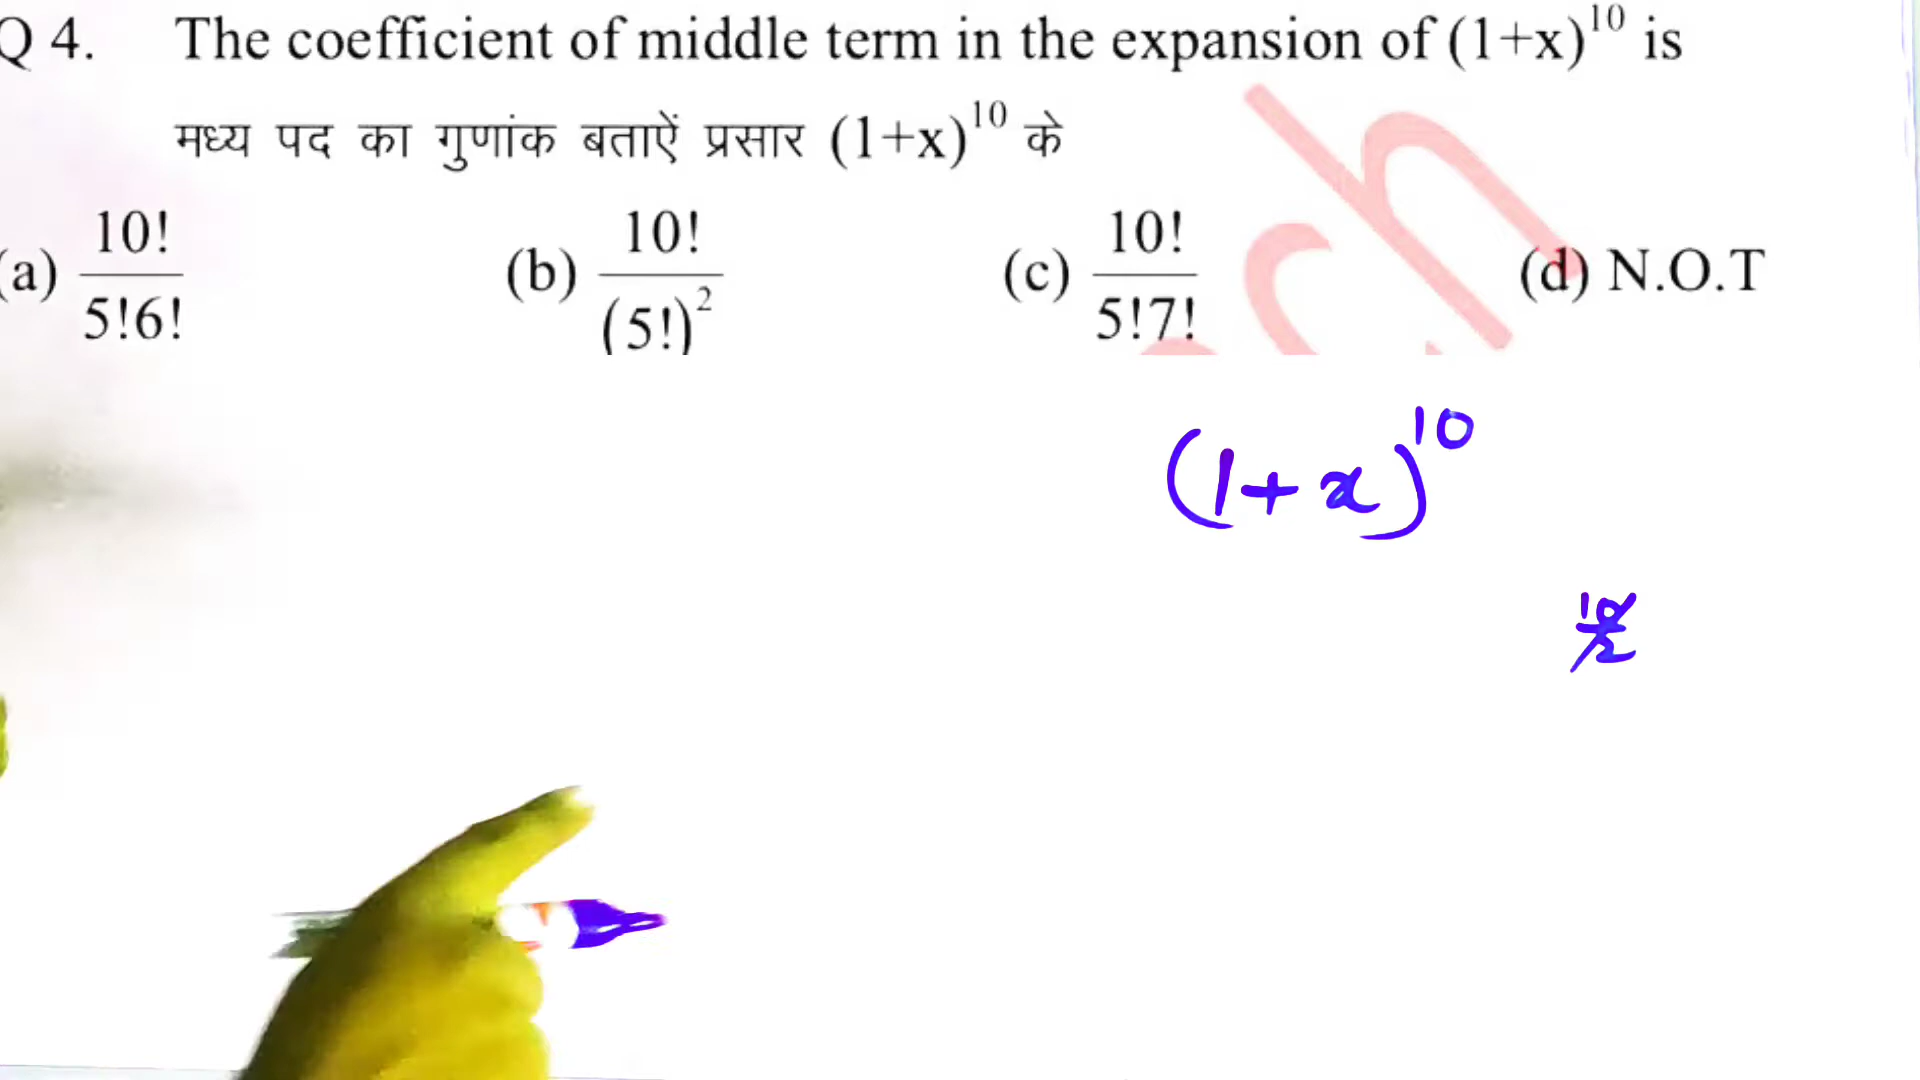 Q 4. The coefficient of middle term in the expansion of (1+x)¹⁰ is
मध्य पद का गुणांक बताऐं प्रसार (1+x)¹⁰ के
(a) 10!/5!6! (b) 10!/(5!)² (c) 10!/5!7! (d) N.O.T
(1+x)¹⁰
10/2